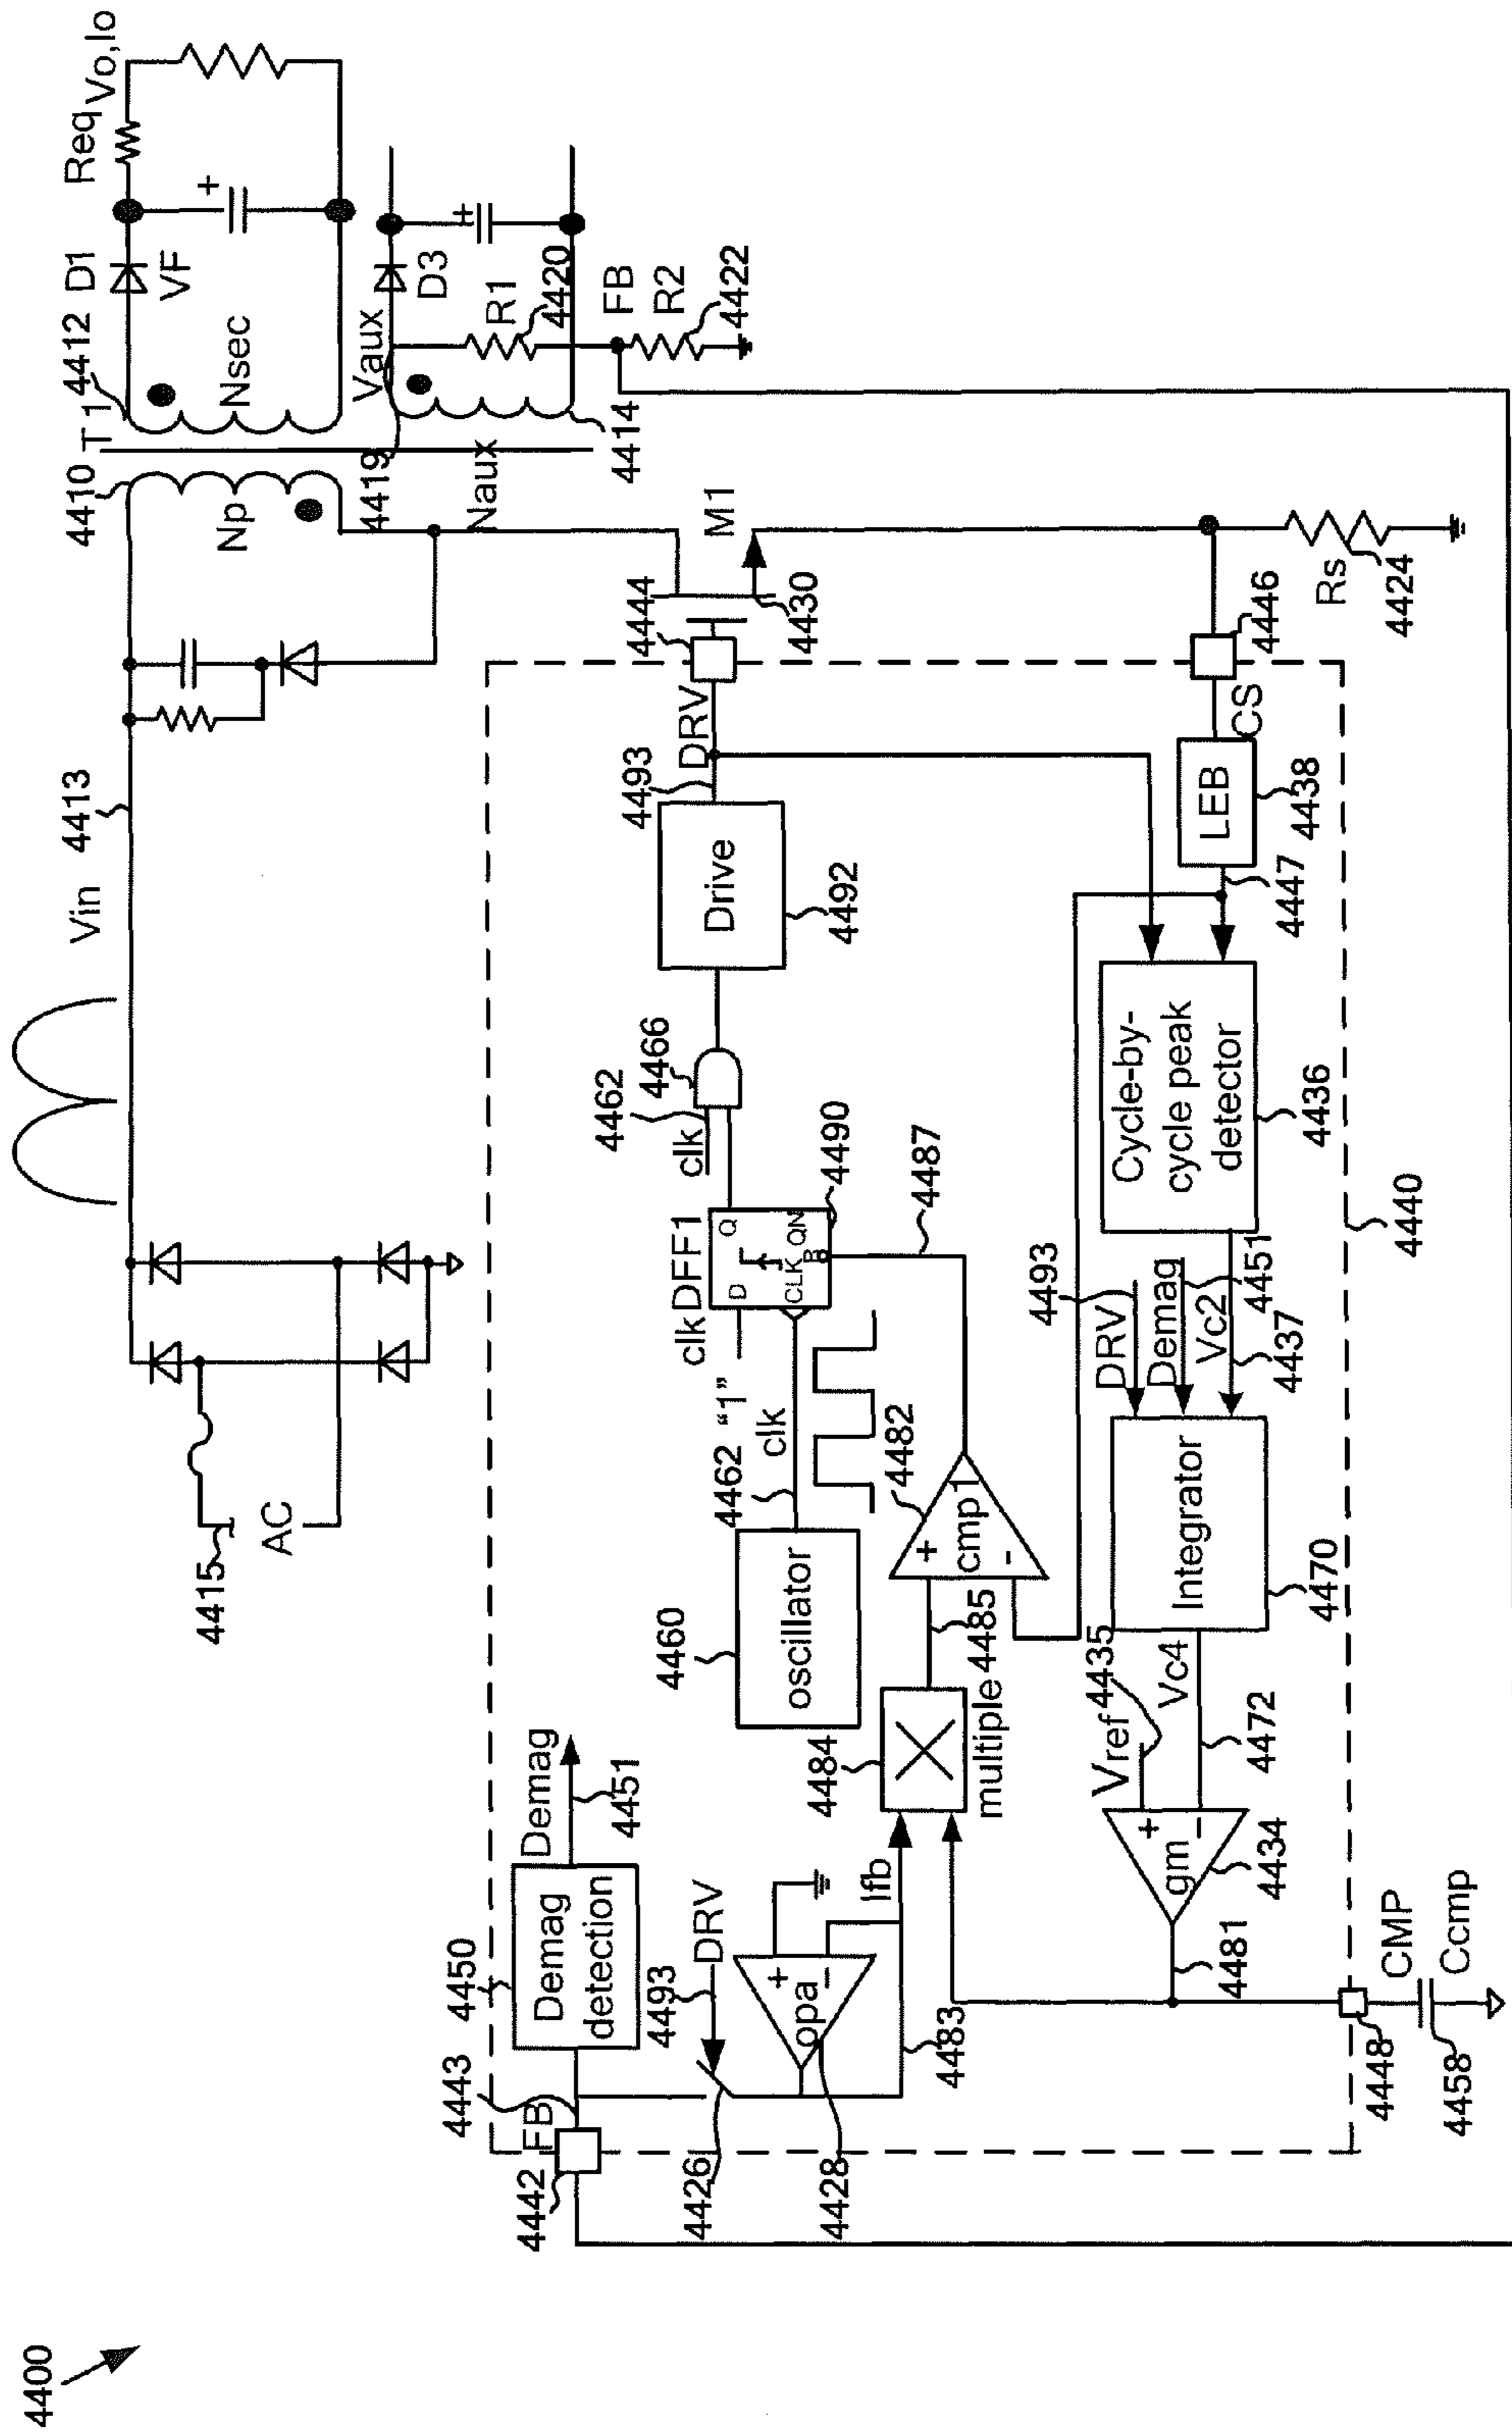 4400
4415
AC
Vin
4413
4410
T1
4412
D1
Req
Vo,Io
Np
Nsec
VF
+
4419
Vaux
D3
+
Naux
4414
R1
4420
FB
R2
4422
M1
4430
4444
4446
Rs
4424
4442
FB
4443
4450
Demag
detection
Demag
4451
4426
4493
DRV
4428
opa
+
-
Ifb
4483
4460
oscillator
4462
clk
"1"
clk
DFF1
D
Q
CLK
QN
R
4490
4462
clk
4466
Drive
4492
4493
DRV
4484
multiple
4485
+
cmp1
-
4482
4487
4481
gm
+
-
4434
Vref
4435
Vc4
4472
Integrator
4470
DRV
4493
Demag
4451
Vc2
4437
Cycle-by-
cycle peak
detector
4436
4447
LEB
4438
CS
4440
4448
CMP
4458
Ccmp